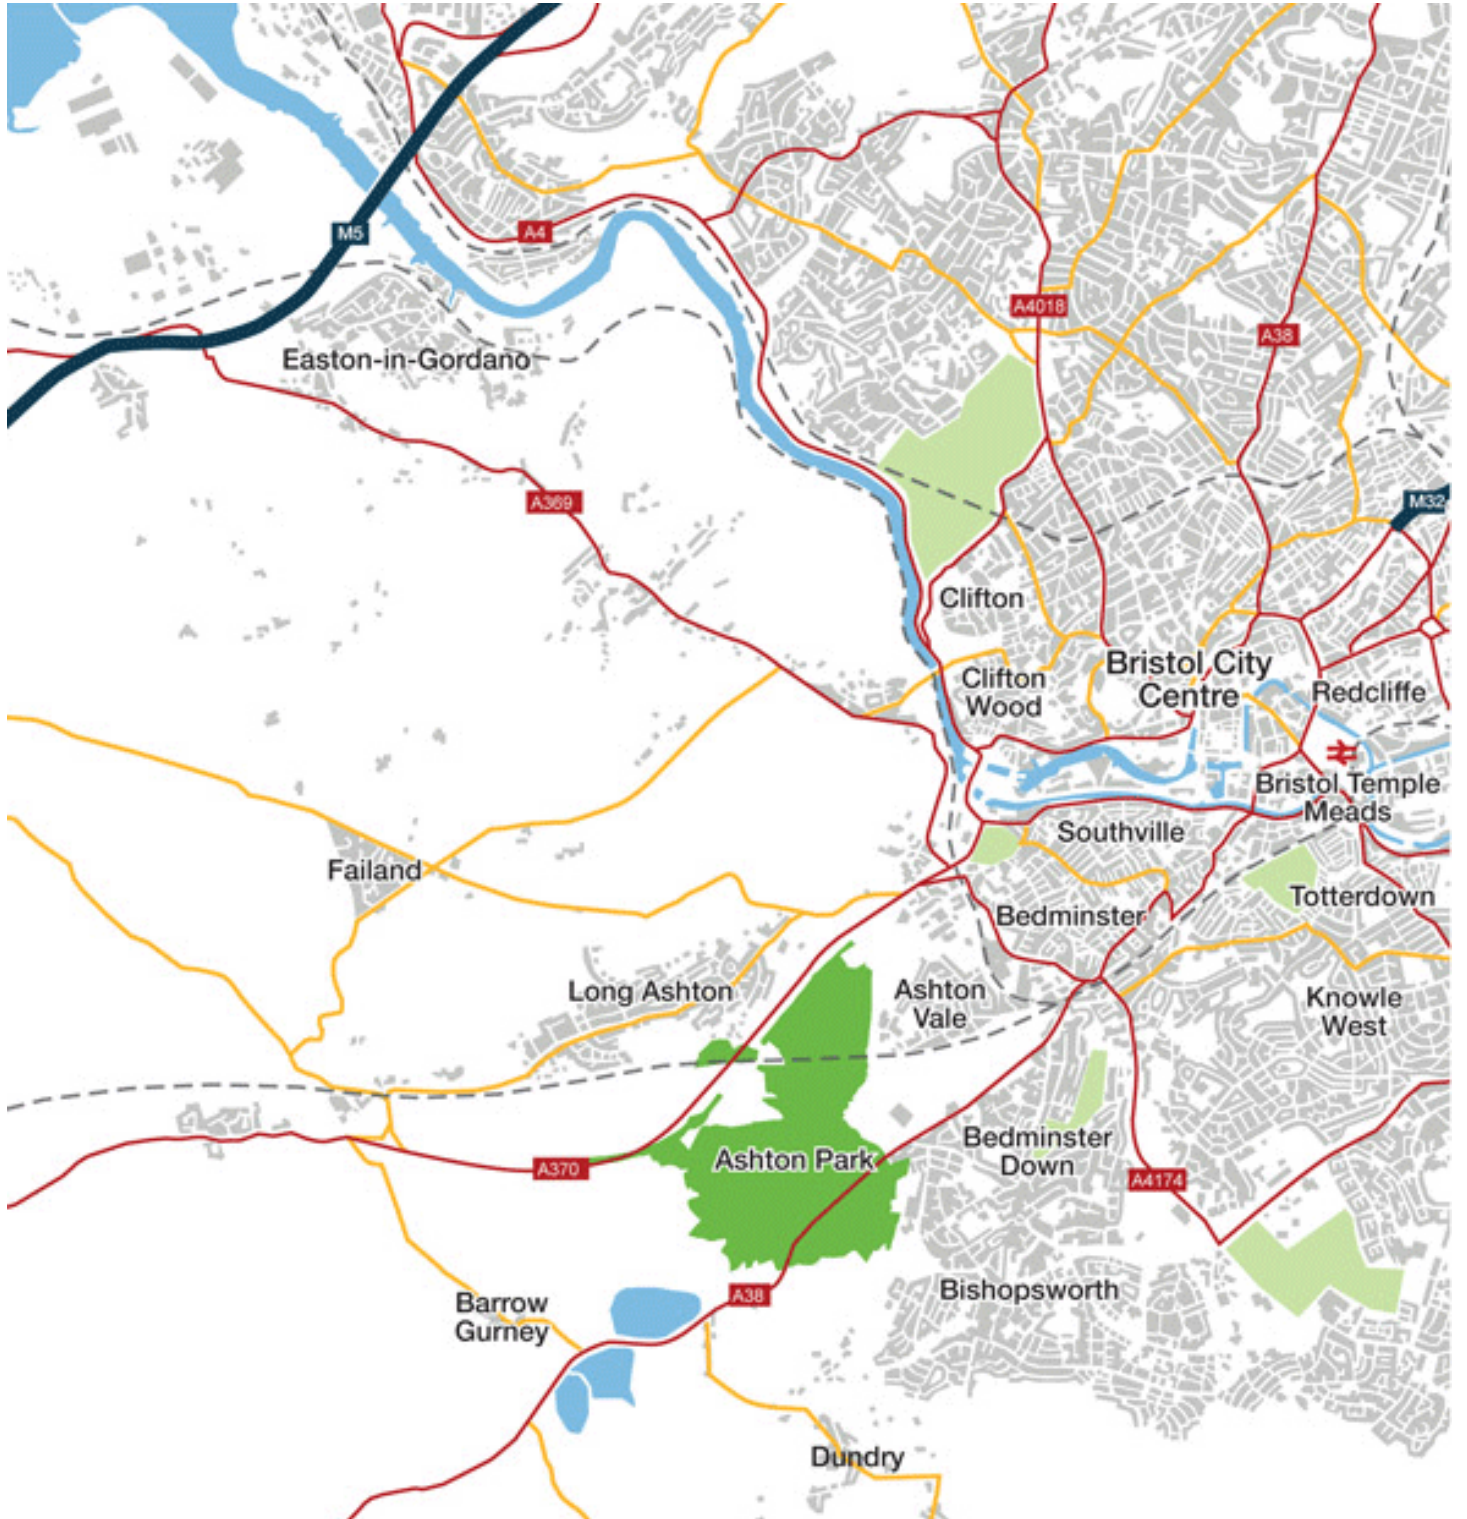 M5
A4
A4018
A38
Easton-in-Gordano
A369
M32
Clifton
Bristol City
Centre
Clifton
Wood
Redcliffe
Bristol Temple
Meads
Southville
Failand
Totterdown
Bedminster
Long Ashton
Ashton
Vale
Knowle
West
Bedminster
Down
Ashton Park
A370
A4174
Bishopsworth
A38
Barrow
Gurney
Dundry